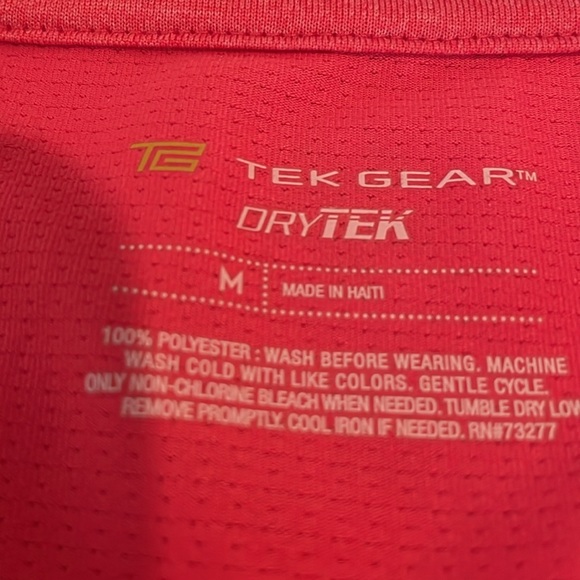 TG TEK GEAR™
DRYTEK
M MADE IN HAITI
100% POLYESTER : WASH BEFORE WEARING. MACHINE
WASH COLD WITH LIKE COLORS. GENTLE CYCLE.
ONLY NON-CHLORINE BLEACH WHEN NEEDED. TUMBLE DRY LOW
REMOVE PROMPTLY. COOL IRON IF NEEDED. RN#73277